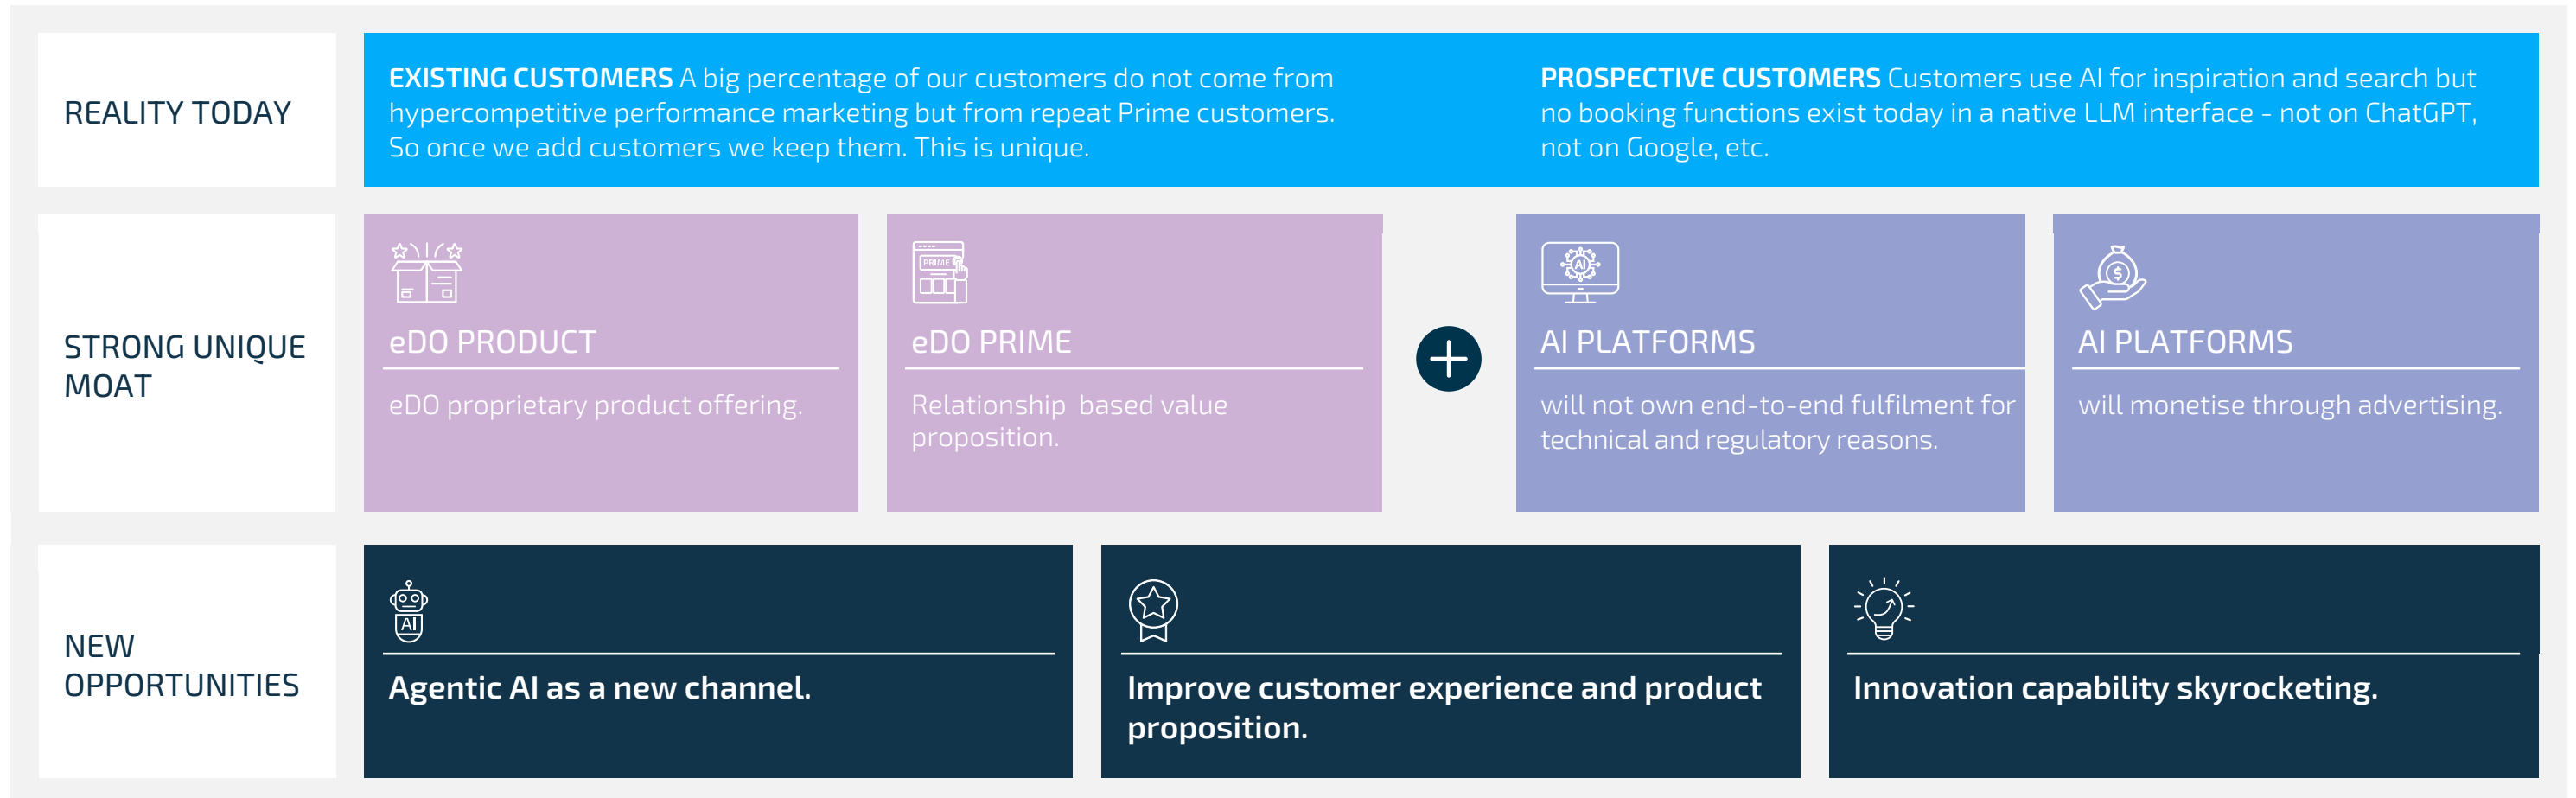 REALITY TODAY
EXISTING CUSTOMERS A big percentage of our customers do not come from
hypercompetitive performance marketing but from repeat Prime customers.
So once we add customers we keep them. This is unique.
PROSPECTIVE CUSTOMERS Customers use AI for inspiration and search but
no booking functions exist today in a native LLM interface - not on ChatGPT,
not on Google, etc.
STRONG UNIQUE
MOAT
eDO PRODUCT
eDO proprietary product offering.
PRIME
eDO PRIME
Relationship  based value
proposition.
AI
AI PLATFORMS
will not own end-to-end fulfilment for
technical and regulatory reasons.
$
AI PLATFORMS
will monetise through advertising.
NEW
OPPORTUNITIES
AI
Agentic AI as a new channel.
Improve customer experience and product
proposition.
Innovation capability skyrocketing.